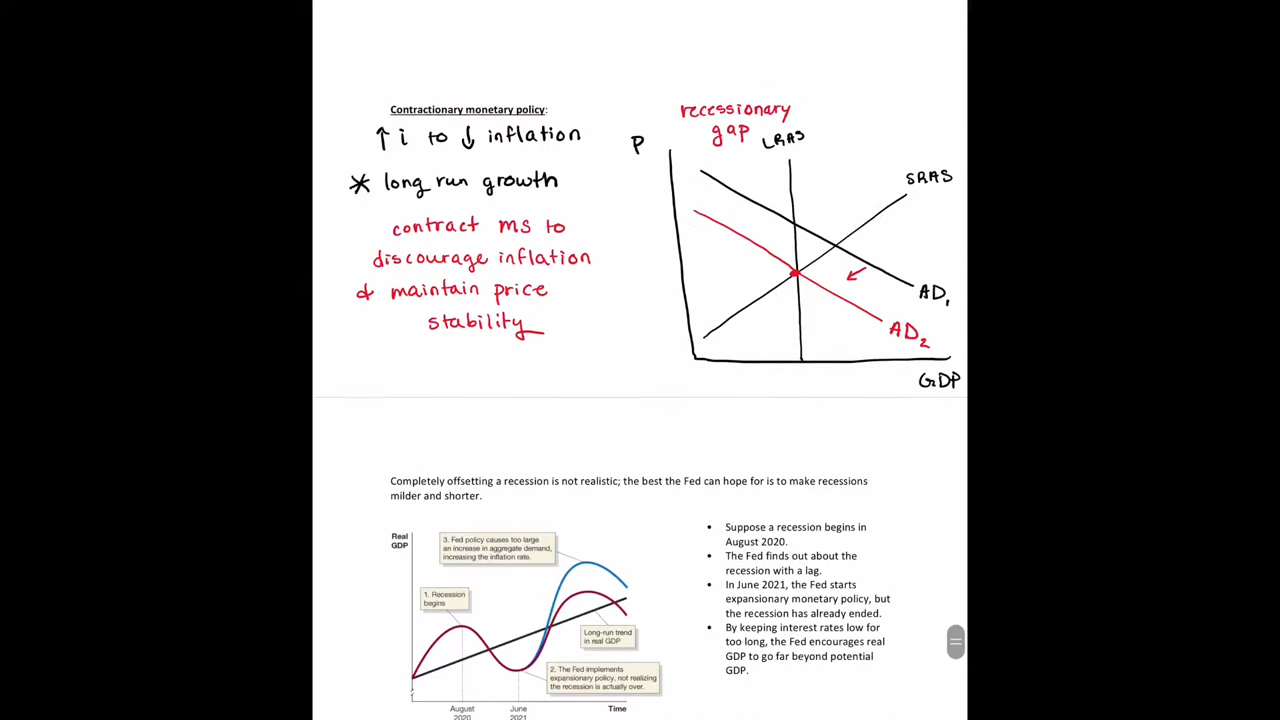 Contractionary monetary policy:
↑ i to ↓ inflation
* long run growth
contract ms to
discourage inflation
& maintain price
stability
recessionary
gap
LRAS
P
SRAS
AD1
AD2
GDP
Completely offsetting a recession is not realistic; the best the Fed can hope for is to make recessions
milder and shorter.
Real
GDP
3. Fed policy causes too large
an increase in aggregate demand,
increasing the inflation rate.
1. Recession
begins
Long-run trend
in real GDP
2. The Fed implements
expansionary policy, not realizing
the recession is actually over.
August
2020
June
2021
Time
• Suppose a recession begins in
August 2020.
• The Fed finds out about the
recession with a lag.
• In June 2021, the Fed starts
expansionary monetary policy, but
the recession has already ended.
• By keeping interest rates low for
too long, the Fed encourages real
GDP to go far beyond potential
GDP.